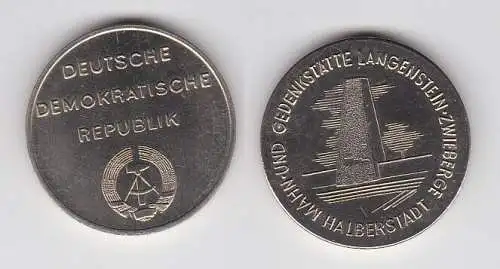 DEUTSCHE
DEMOKRATISCHE
REPUBLIK
MAHN-UND GEDENKSTÄTTE LANGENSTEIN-ZWIEBERGE
HALBERSTADT